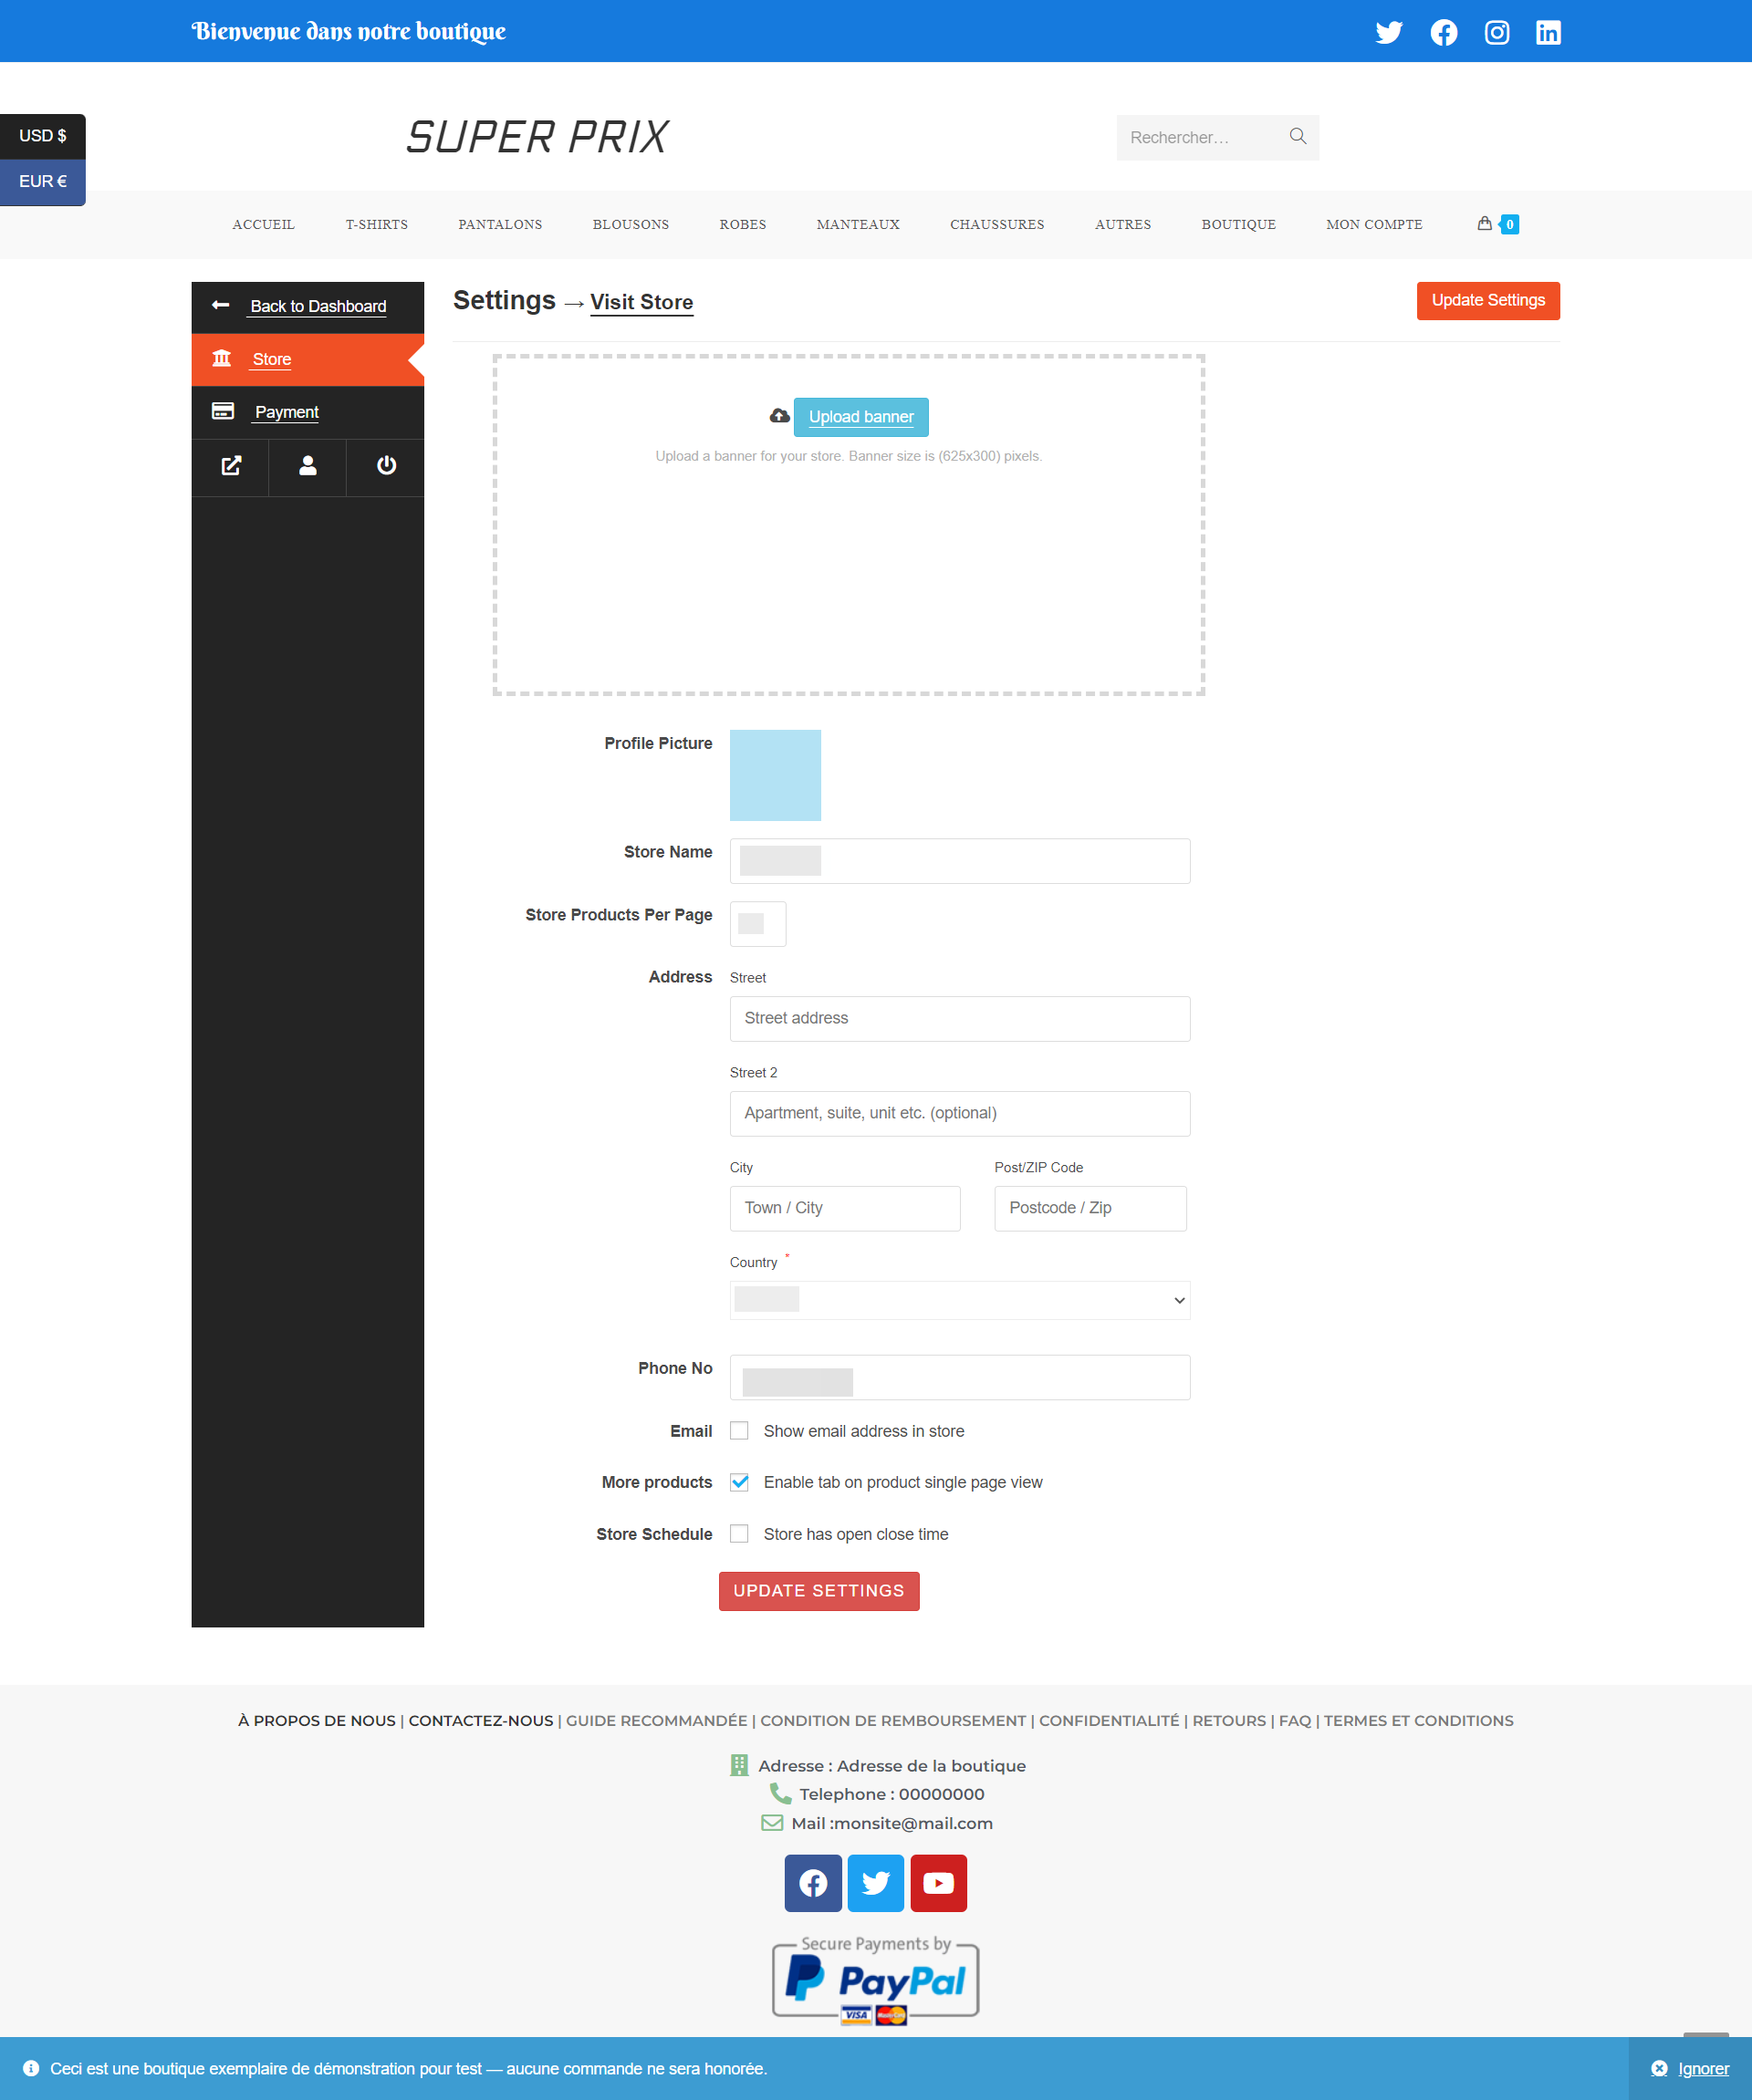 Bienvenue dans notre boutique
USD $
EUR €
SUPER PRIX
Rechercher…
ACCUEIL T-SHIRTS PANTALONS BLOUSONS ROBES MANTEAUX CHAUSSURES AUTRES BOUTIQUE MON COMPTE 0
Back to Dashboard
Store
Payment
Settings → Visit Store
Update Settings
Upload banner
Upload a banner for your store. Banner size is (625x300) pixels.
Profile Picture
Store Name
Store Products Per Page
Address
Street
Street address
Street 2
Apartment, suite, unit etc. (optional)
City Post/ZIP Code
Town / City Postcode / Zip
Country *
Phone No
Email Show email address in store
More products Enable tab on product single page view
Store Schedule Store has open close time
UPDATE SETTINGS
À PROPOS DE NOUS | CONTACTEZ-NOUS | GUIDE RECOMMANDÉE | CONDITION DE REMBOURSEMENT | CONFIDENTIALITÉ | RETOURS | FAQ | TERMES ET CONDITIONS
Adresse : Adresse de la boutique
Telephone : 00000000
Mail :monsite@mail.com
Secure Payments by
PayPal
VISA MasterCard
Ceci est une boutique exemplaire de démonstration pour test — aucune commande ne sera honorée.
Ignorer